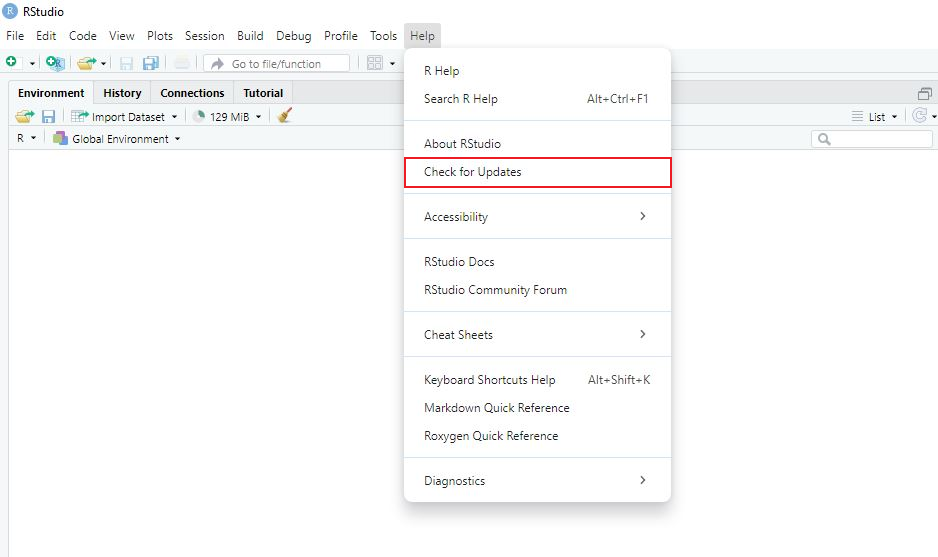 RStudio
File Edit Code View Plots Session Build Debug Profile Tools Help
Go to file/function
Environment History Connections Tutorial
Import Dataset 129 MiB List
R Global Environment
R Help
Search R Help Alt+Ctrl+F1
About RStudio
Check for Updates
Accessibility
RStudio Docs
RStudio Community Forum
Cheat Sheets
Keyboard Shortcuts Help Alt+Shift+K
Markdown Quick Reference
Roxygen Quick Reference
Diagnostics